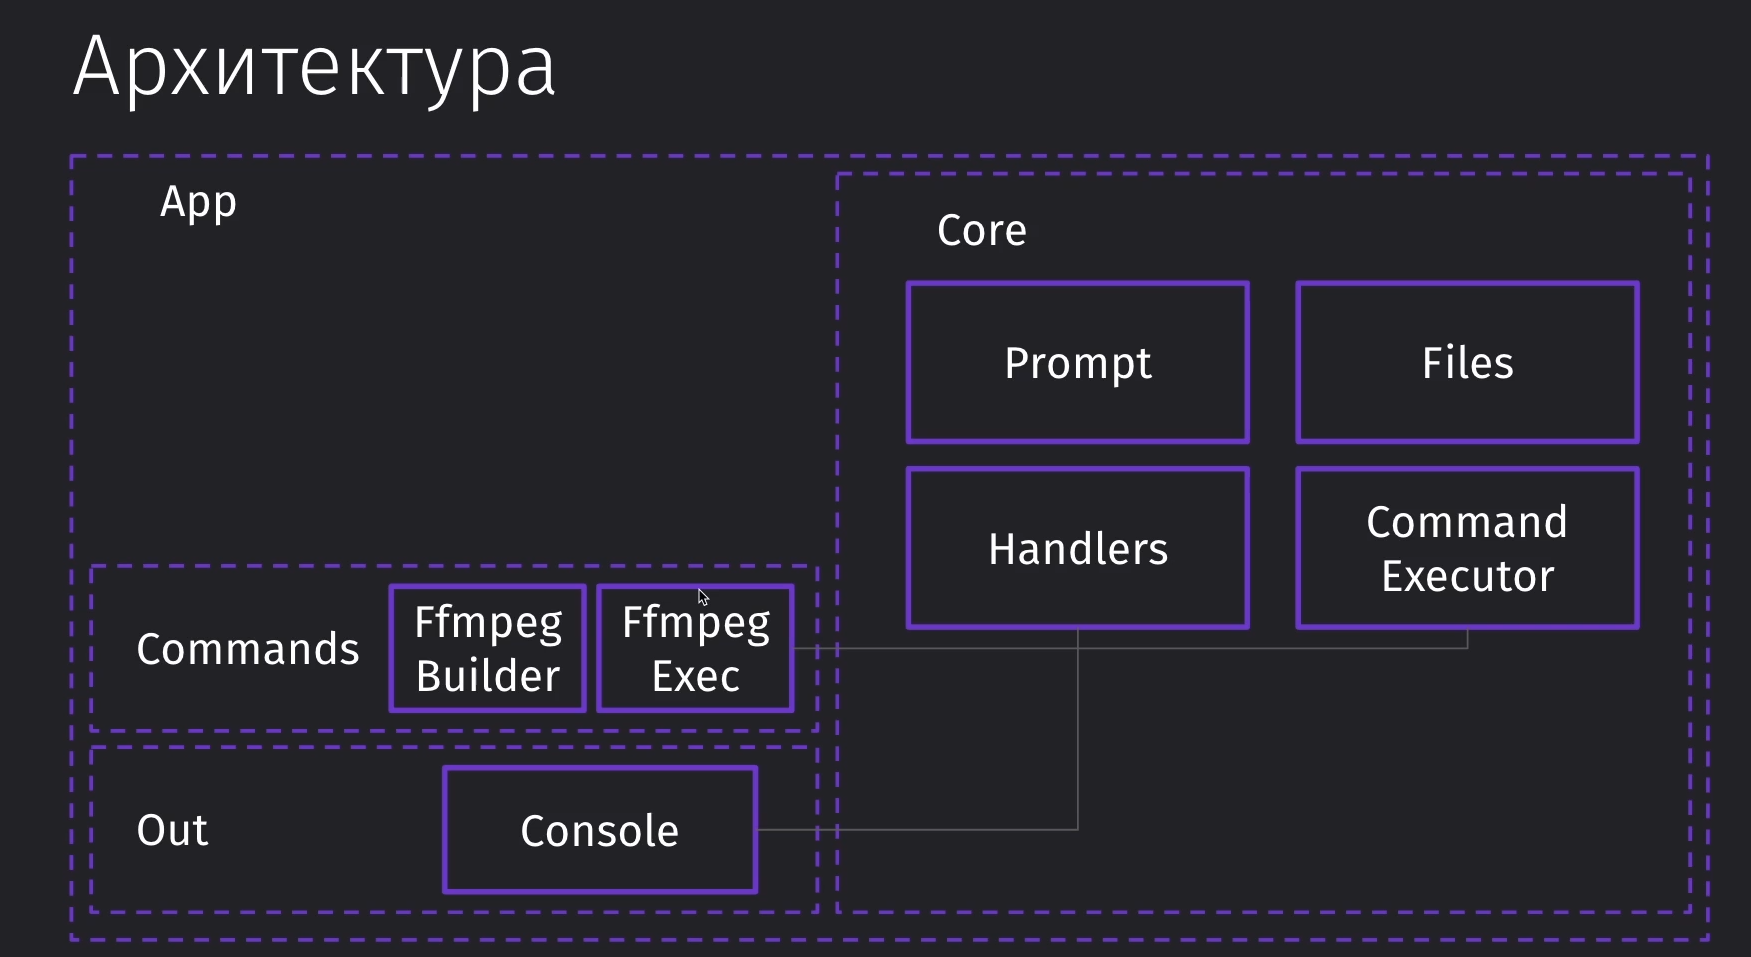 Архитектура
App
Core
Prompt
Files
Handlers
Command
Executor
Commands
Ffmpeg
Builder
Ffmpeg
Exec
Out
Console